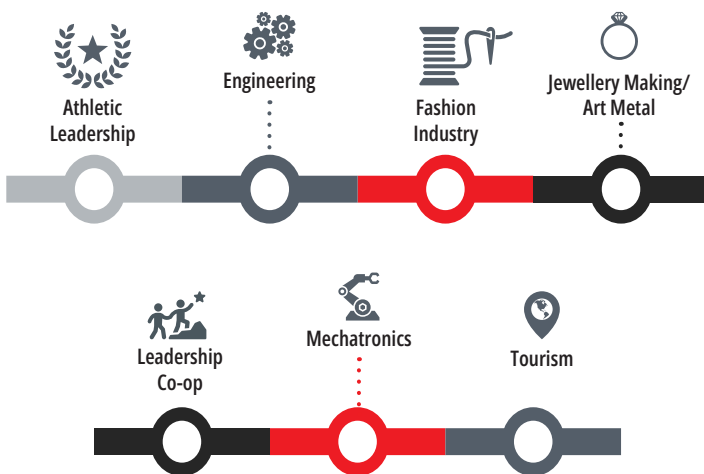 Athletic
Leadership
Engineering
Fashion
Industry
Jewellery Making/
Art Metal
Leadership
Co-op
Mechatronics
Tourism